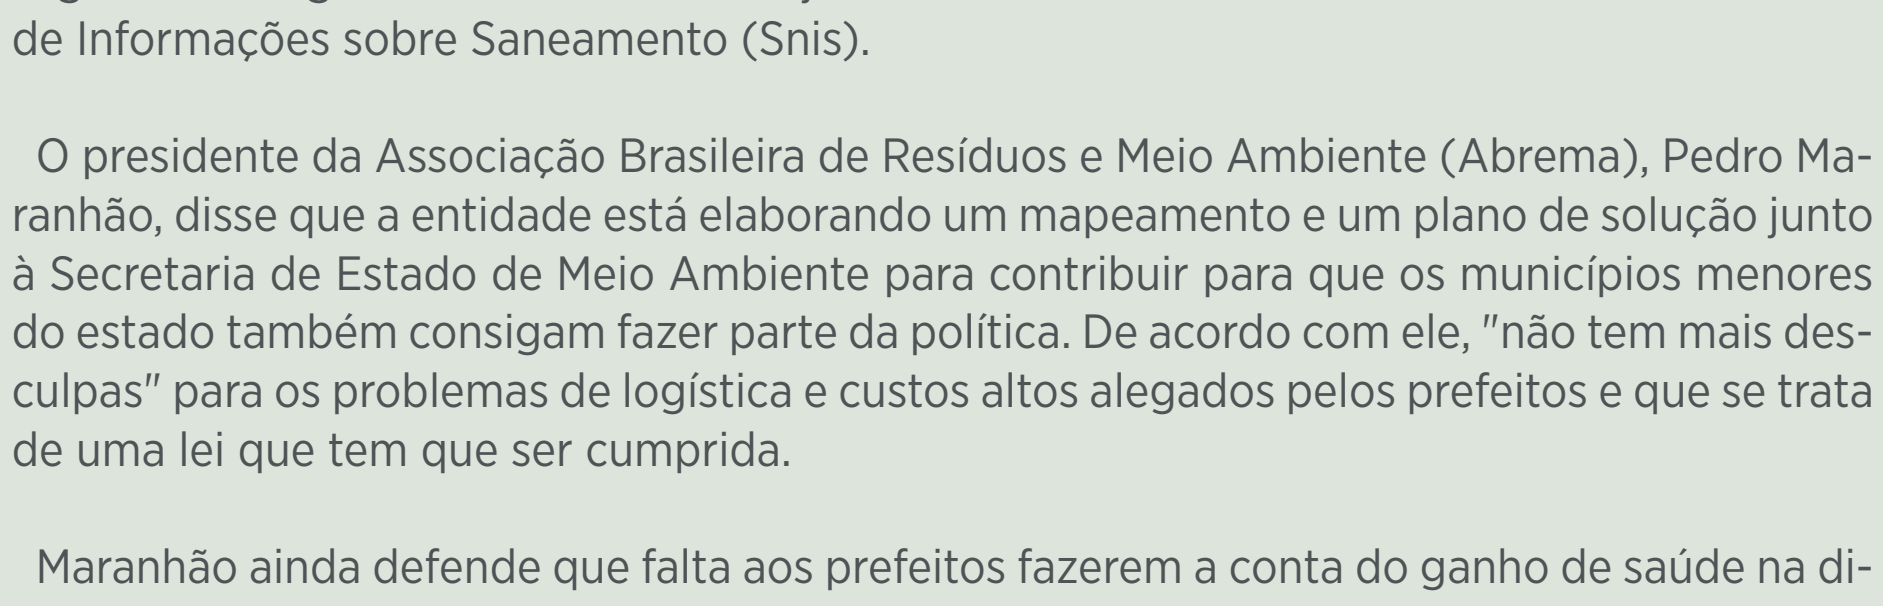 de Informações sobre Saneamento (Snis).
O presidente da Associação Brasileira de Resíduos e Meio Ambiente (Abrema), Pedro Ma-
ranhão, disse que a entidade está elaborando um mapeamento e um plano de solução junto
à Secretaria de Estado de Meio Ambiente para contribuir para que os municípios menores
do estado também consigam fazer parte da política. De acordo com ele, "não tem mais des-
culpas" para os problemas de logística e custos altos alegados pelos prefeitos e que se trata
de uma lei que tem que ser cumprida.
Maranhão ainda defende que falta aos prefeitos fazerem a conta do ganho de saúde na di-